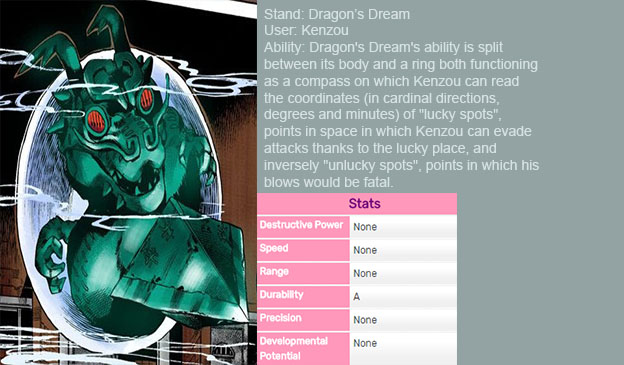 Stand: Dragon's Dream
User: Kenzou
Ability: Dragon's Dream's ability is split
between its body and a ring both functioning
as a compass on which Kenzou can read
the coordinates (in cardinal directions,
degrees and minutes) of "lucky spots",
points in space in which Kenzou can evade
attacks thanks to the lucky place, and
inversely "unlucky spots", points in which his
blows would be fatal.
Stats
Destructive Power None
Speed None
Range None
Durability A
Precision None
Developmental None
Potential